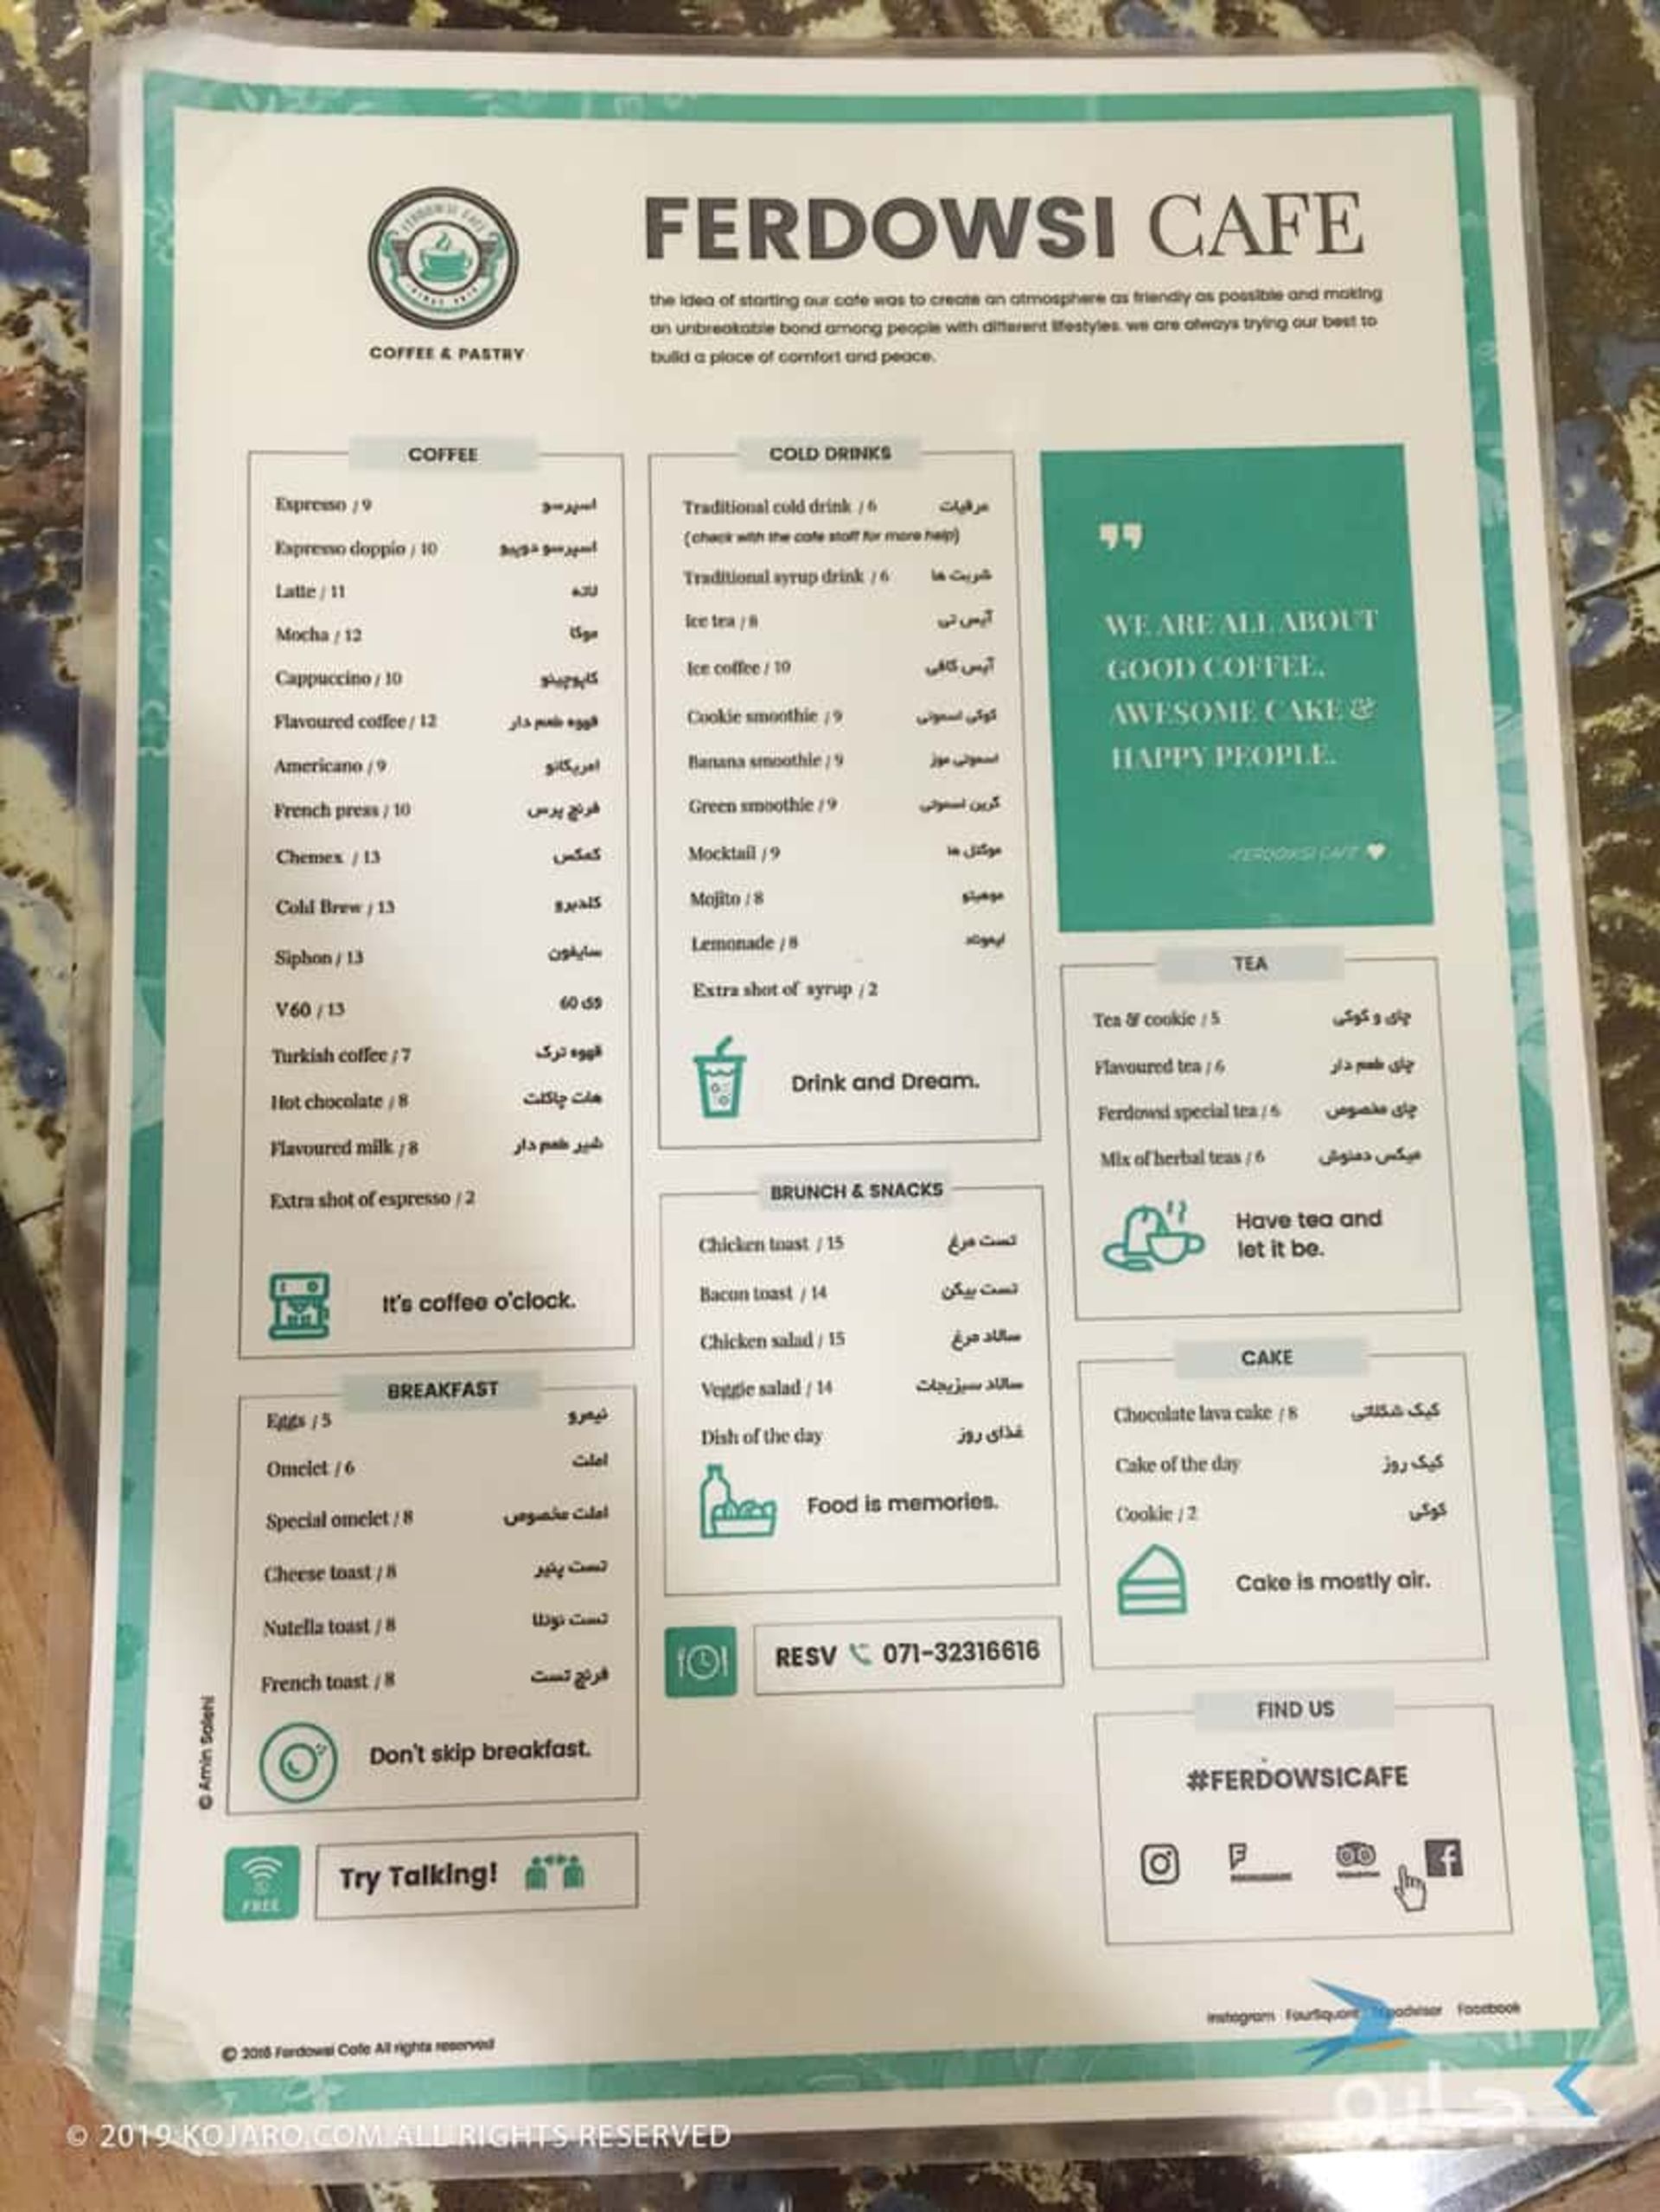 FERDOWSI CAFE
COFFEE & PASTRY
FERDOWSI CAFE
the idea of starting our cafe was to create an atmosphere as friendly as possible and making
an unbreakable bond among people with different lifestyles. we are always trying our best to
build a place of comfort and peace.
COFFEE
Espresso / 9 اسپرسو
Espresso doppio / 10 اسپرسو دوپیو
Latte / 11 لاته
Mocha / 12 موکا
Cappuccino / 10 کاپوچینو
Flavoured coffee / 12 قهوه طعم دار
Americano / 9 امریکانو
French press / 10 فرنچ پرس
Chemex / 13 کمکس
Cold Brew / 13 کلدبرو
Siphon / 13 سایفون
V60 / 13 وی 60
Turkish coffee / 7 قهوه ترک
Hot chocolate / 8 هات چاکلت
Flavoured milk / 8 شیر طعم دار
Extra shot of espresso / 2
It's coffee o'clock.
BREAKFAST
Eggs / 5 نیمرو
Omelet / 6 املت
Special omelet / 8 املت مخصوص
Cheese toast / 8 تست پنیر
Nutella toast / 8 تست نوتلا
French toast / 8 فرنچ تست
Don't skip breakfast.
© Amin Salehi
FREE
Try Talking!
COLD DRINKS
Traditional cold drink / 6 عرقیات
(check with the cafe staff for more help)
Traditional syrup drink / 6 شربت ها
Ice tea / 8 آیس تی
Ice coffee / 10 آیس کافی
Cookie smoothie / 9 کوکی اسموتی
Banana smoothie / 9 اسموتی موز
Green smoothie / 9 گرین اسموتی
Mocktail / 9 موکتل ها
Mojito / 8 موهیتو
Lemonade / 8 لیموناد
Extra shot of syrup / 2
Drink and Dream.
BRUNCH & SNACKS
Chicken toast / 15 تست مرغ
Bacon toast / 14 تست بیکن
Chicken salad / 15 سالاد مرغ
Veggie salad / 14 سالاد سبزیجات
Dish of the day غذای روز
Food is memories.
RESV 071-32316616
WE ARE ALL ABOUT
GOOD COFFEE,
AWESOME CAKE &
HAPPY PEOPLE.
-FERDOWSI CAFE
TEA
Tea & cookie / 5 چای و کوکی
Flavoured tea / 6 چای طعم دار
Ferdowsi special tea / 6 چای مخصوص
Mix of herbal teas / 6 میکس دمنوش
Have tea and
let it be.
CAKE
Chocolate lava cake / 8 کیک شکلاتی
Cake of the day کیک روز
Cookie / 2 کوکی
Cake is mostly air.
FIND US
#FERDOWSICAFE
Instagram FourSquare Tripadvisor Facebook
© 2016 Ferdowsi Cafe All rights reserved
© 2019 KOJARO.COM ALL RIGHTS RESERVED
کجارو